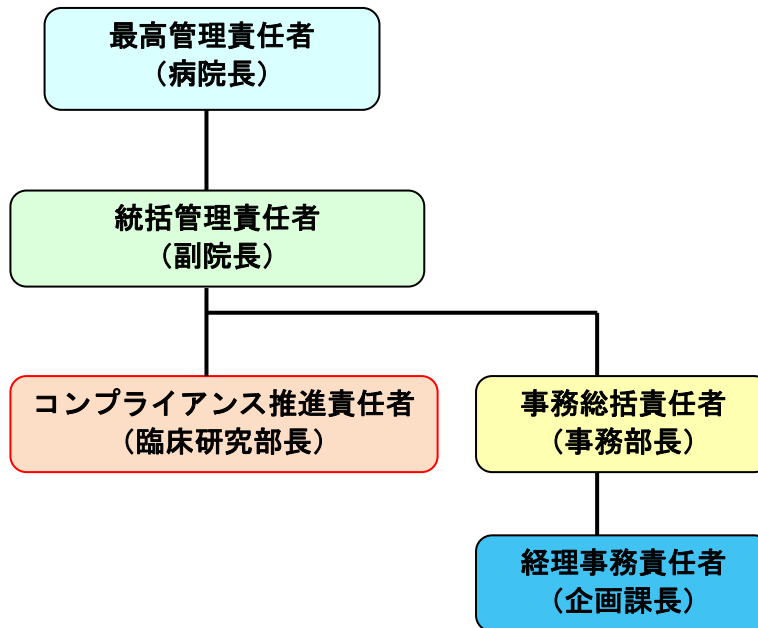 最高管理責任者
（病院長）
統括管理責任者
（副院長）
コンプライアンス推進責任者
（臨床研究部長）
事務総括責任者
（事務部長）
経理事務責任者
（企画課長）